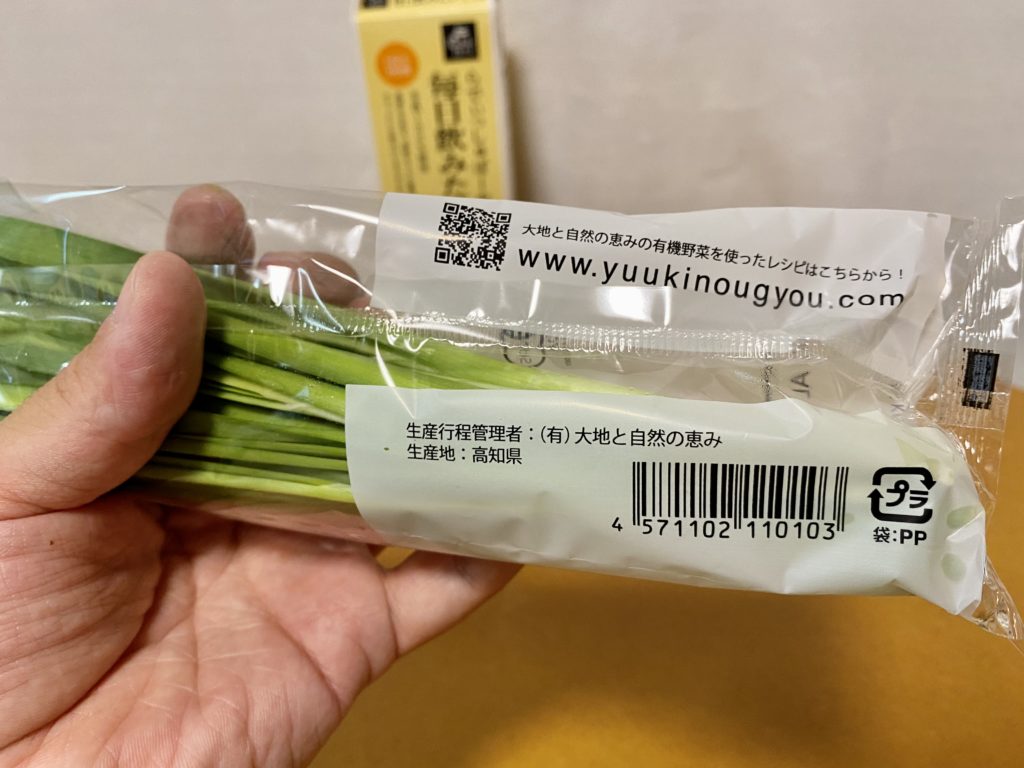 毎日飲みた
大地と自然の恵みの有機野菜を使ったレシピはこちらから！
www.yuukinougyou.com
生産行程管理者：（有）大地と自然の恵み
生産地：高知県
4 571102 110103
プラ
袋：PP